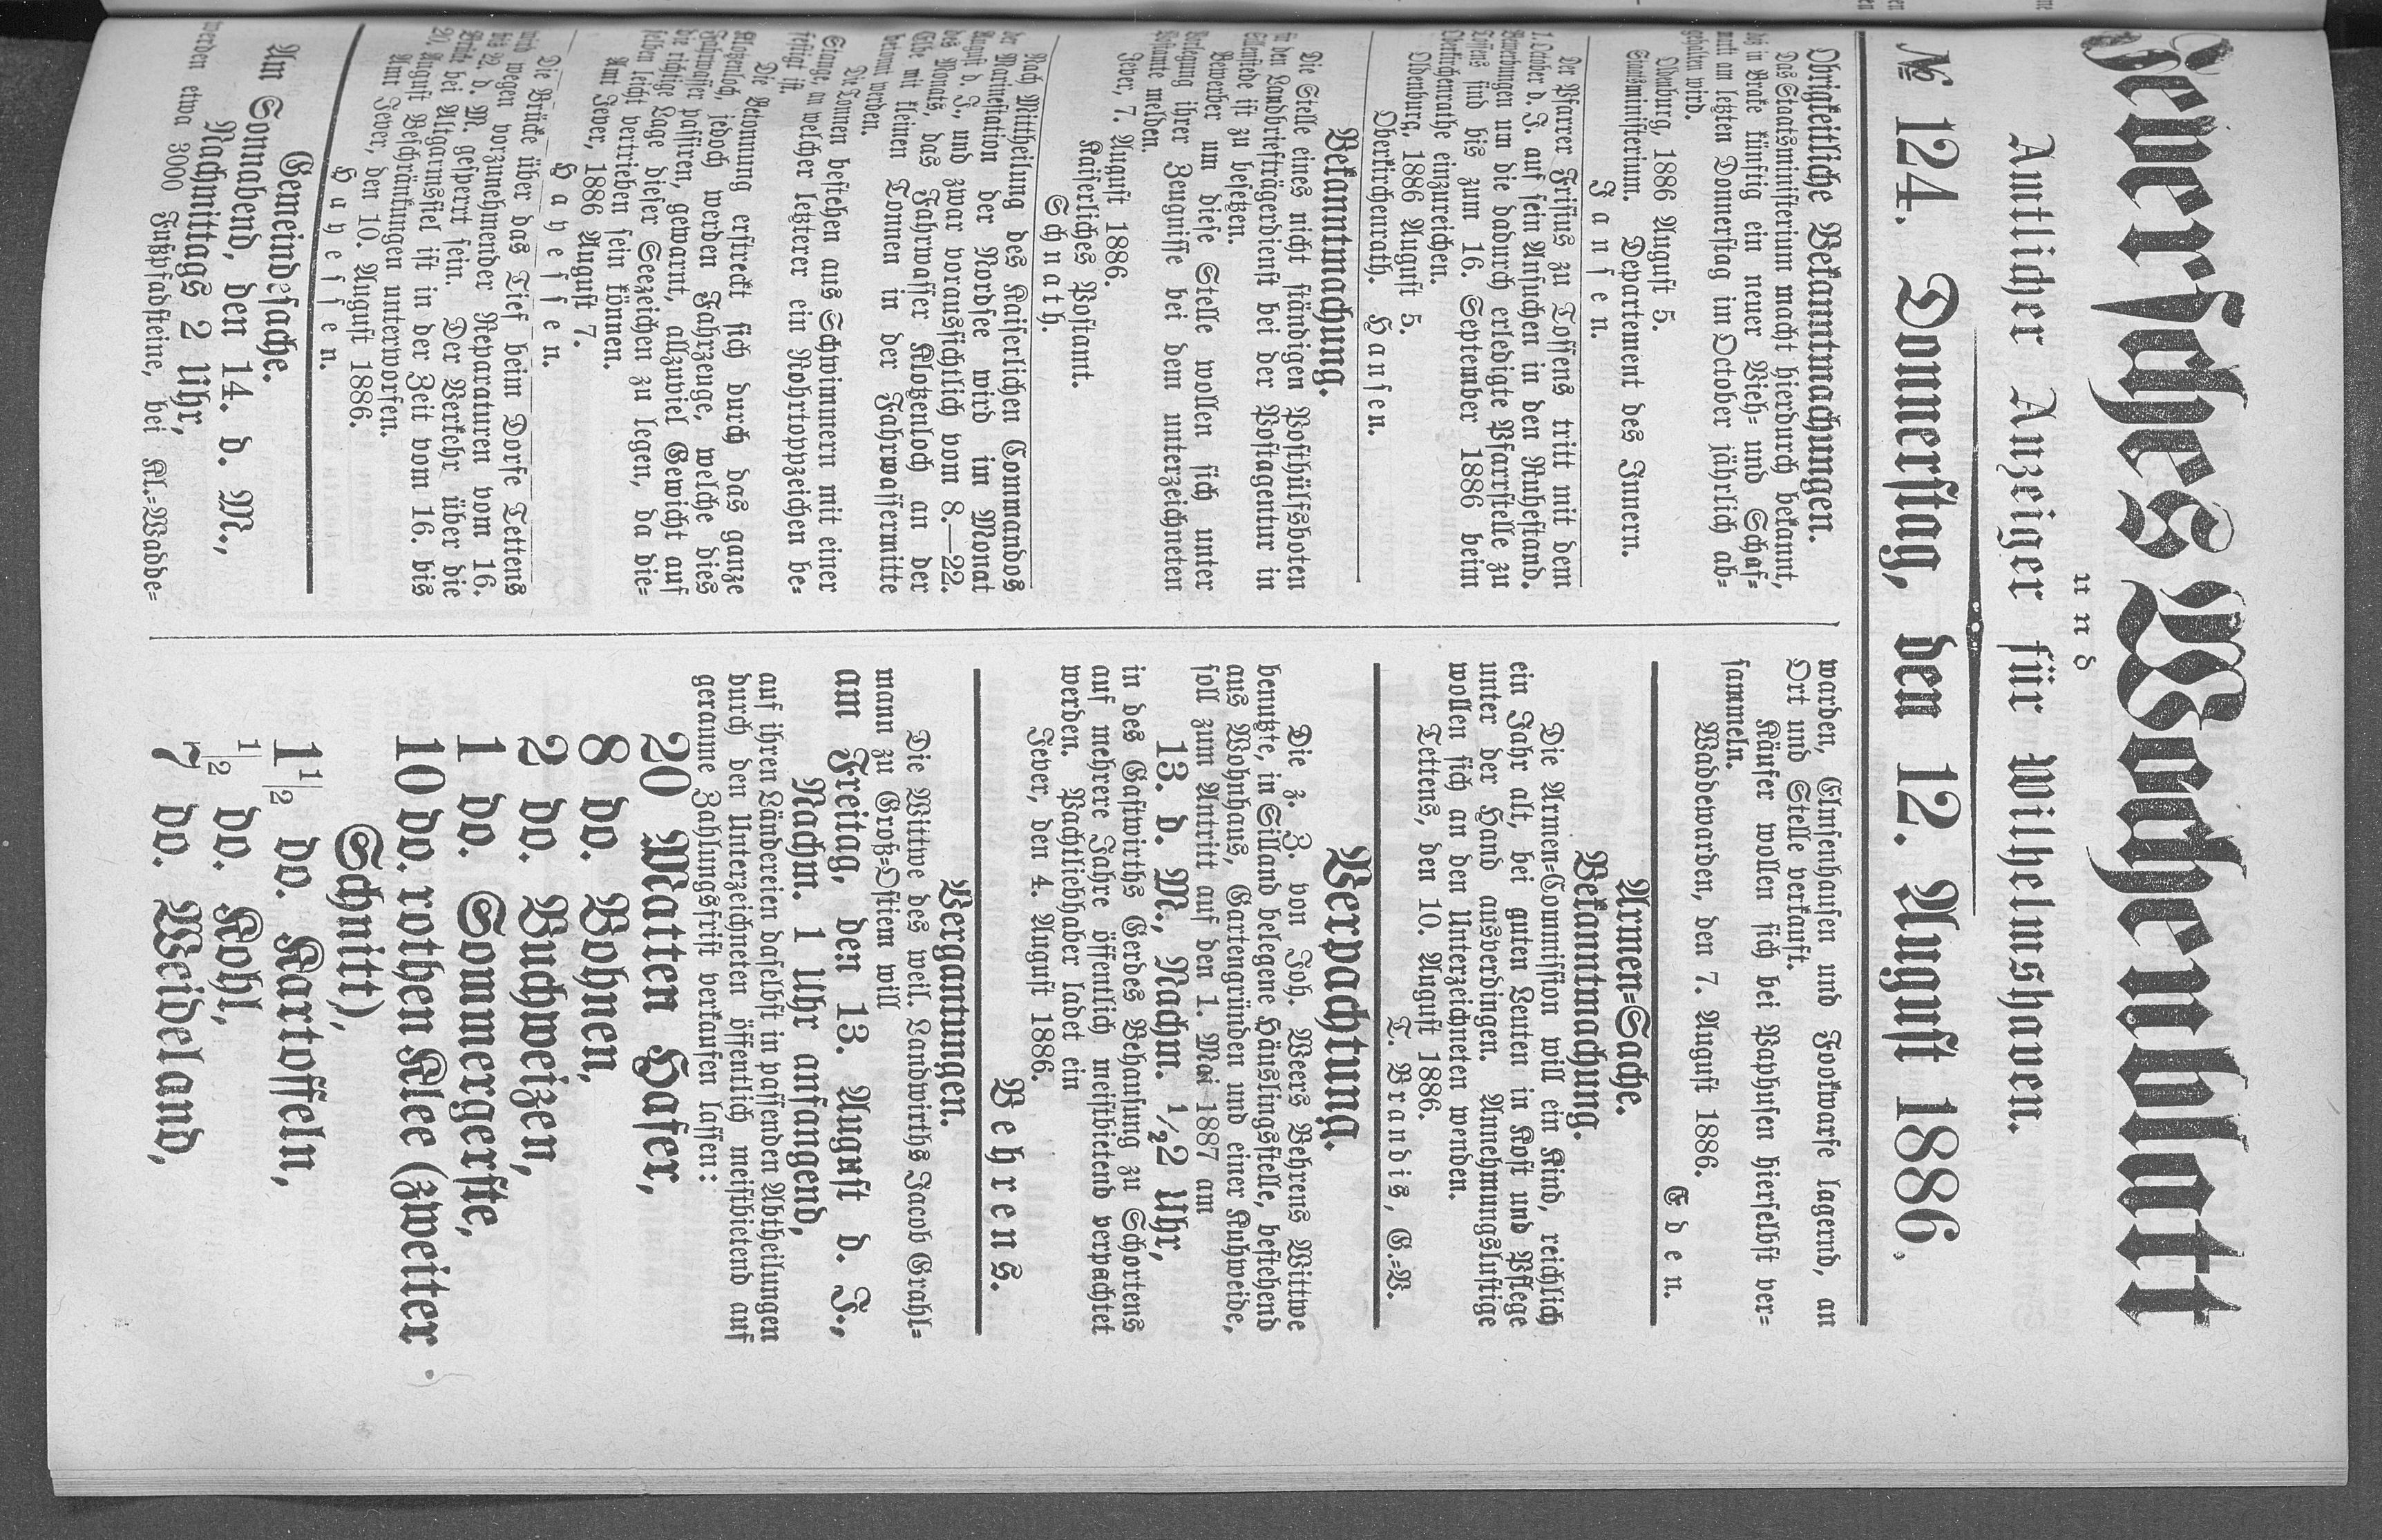 Jeversches Wochenblatt
und
Amtlicher Anzeiger für Wilhelmshaven.
№ 124. Donnerstag, den 12. August 1886.
Obrigkeitliche Bekanntmachungen.
Das Staatsministerium macht hierdurch bekannt,
daß in Brake künftig ein neuer Vieh- und Schaf-
markt am letzten Donnerstag im October jährlich ab-
gehalten wird.
Oldenburg, 1886 August 5.
Staatsministerium. Departement des Innern.
Jansen.
Der Pfarrer Frisius zu Tossens tritt mit dem
1. October d. J. auf sein Ansuchen in den Ruhestand.
Bewerbungen um die dadurch erledigte Pfarrstelle zu
Tossens sind bis zum 16. September 1886 beim
Oberkirchenrathe einzureichen.
Oldenburg, 1886 August 5.
Oberkirchenrath. Hansen.
Bekanntmachung.
Die Stelle eines nicht ständigen Posthülfsboten
für den Landbriefträgerdienst bei der Postagentur in
Sillenstede ist zu besetzen.
Bewerber um diese Stelle wollen sich unter
Vorlegung ihrer Zeugnisse bei dem unterzeichneten
Postamte melden.
Jever, 7. August 1886.
Kaiserliches Postamt.
Schnath.
Nach Mittheilung des Kaiserlichen Commandos
der Marinestation der Nordsee wird in Monat
August d. J., und zwar voraussichtlich vom 8.—22.
des Monats, das Fahrwasser Klotzenloch an der
Elbe mit kleinen Tonnen in der Fahrwassermitte
betonnt werden.
Die Tonnen bestehen aus Schwimmern mit einer
Stange, an welcher letzterer ein Rohrtoppzeichen be-
festigt ist.
Die Betonnung erstreckt sich durch das ganze
Klotzenloch, jedoch werden Fahrzeuge, welche dies
Fahrwasser passiren, gewarnt, allzuviel Gewicht auf
die richtige Lage dieser Seezeichen zu legen, da die-
selben leicht vertrieben sein können.
Amt Jever, 1886 August 7.
Hayessen.
Die Brücke über das Tief beim Dorfe Tettens
wird wegen vorzunehmender Reparaturen vom 16.
bis 22. d. M. gesperrt sein. Der Verkehr über die
Brücke bei Altgarmssiel ist in der Zeit vom 16. bis
20. August Beschränkungen unterworfen.
Amt Jever, den 10. August 1886.
Hayessen.
Gemeindesache.
Am Sonnabend, den 14. d. M.,
Nachmittags 2 Uhr,
werden etwa 3000 Fußpfadsteine, bei Kl.-Wadde-
warden, Elmsenhausen und Fookwarfe lagernd, an
Ort und Stelle verkauft.
Käufer wollen sich bei Paphusen hierselbst ver-
sammeln.
Waddewarden, den 7. August 1886.
Eden.
Armen-Sache.
Bekanntmachung.
Die Armen-Commission will ein Kind, reichlich
ein Jahr alt, bei guten Leuten in Kost und Pflege
unter der Hand ausverdingen. Annehmungslustige
wollen sich an den Unterzeichneten wenden.
Tettens, den 10. August 1886.
T. Brandis, G.-V.
Verpachtung.
Die z. Z. von Joh. Weers Behrens Wittwe
benutzte, in Silland belegene Häuslingsstelle, bestehend
aus Wohnhaus, Gartengründen und einer Kuhweide,
soll zum Antritt auf den 1. Mai 1887 am
13. d. M., Nachm. ½2 Uhr,
in des Gastwirths Gerdes Behausung zu Schortens
auf mehrere Jahre öffentlich meistbietend verpachtet
werden. Pachtliebhaber ladet ein
Jever, den 4. August 1886.
Behrens.
Vergantungen.
Die Wittwe des weil. Landwirths Jacob Grahl-
mann zu Groß-Ostiem will
am Freitag, den 13. August d. J.,
Nachm. 1 Uhr anfangend,
auf ihren Ländereien daselbst in passenden Abtheilungen
durch den Unterzeichneten öffentlich meistbietend auf
geraume Zahlungsfrist verkaufen lassen:
20 Matten Hafer,
8 do. Bohnen,
2 do. Buchweizen,
1 do. Sommergerste,
10 do. rothen Klee (zweiter
Schnitt),
1½ do. Kartoffeln,
½ do. Kohl,
7 do. Weideland,